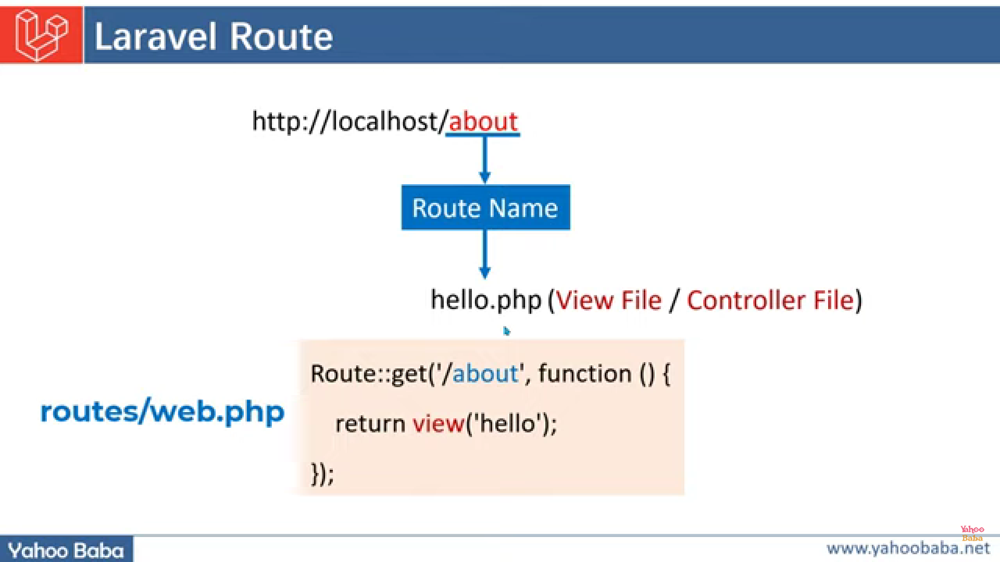 Laravel Route
http://localhost/about
Route Name
hello.php (View File / Controller File)
Route::get('/about', function () {
return view('hello');
});
routes/web.php
Yahoo
Baba
Yahoo Baba
www.yahoobaba.net